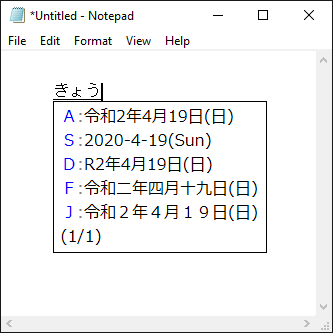 *Untitled - Notepad
File Edit Format View Help
きょう
A:令和2年4月19日(日)
S:2020-4-19(Sun)
D:R2年4月19日(日)
F:令和二年四月十九日(日)
J:令和２年４月１９日(日)
(1/1)